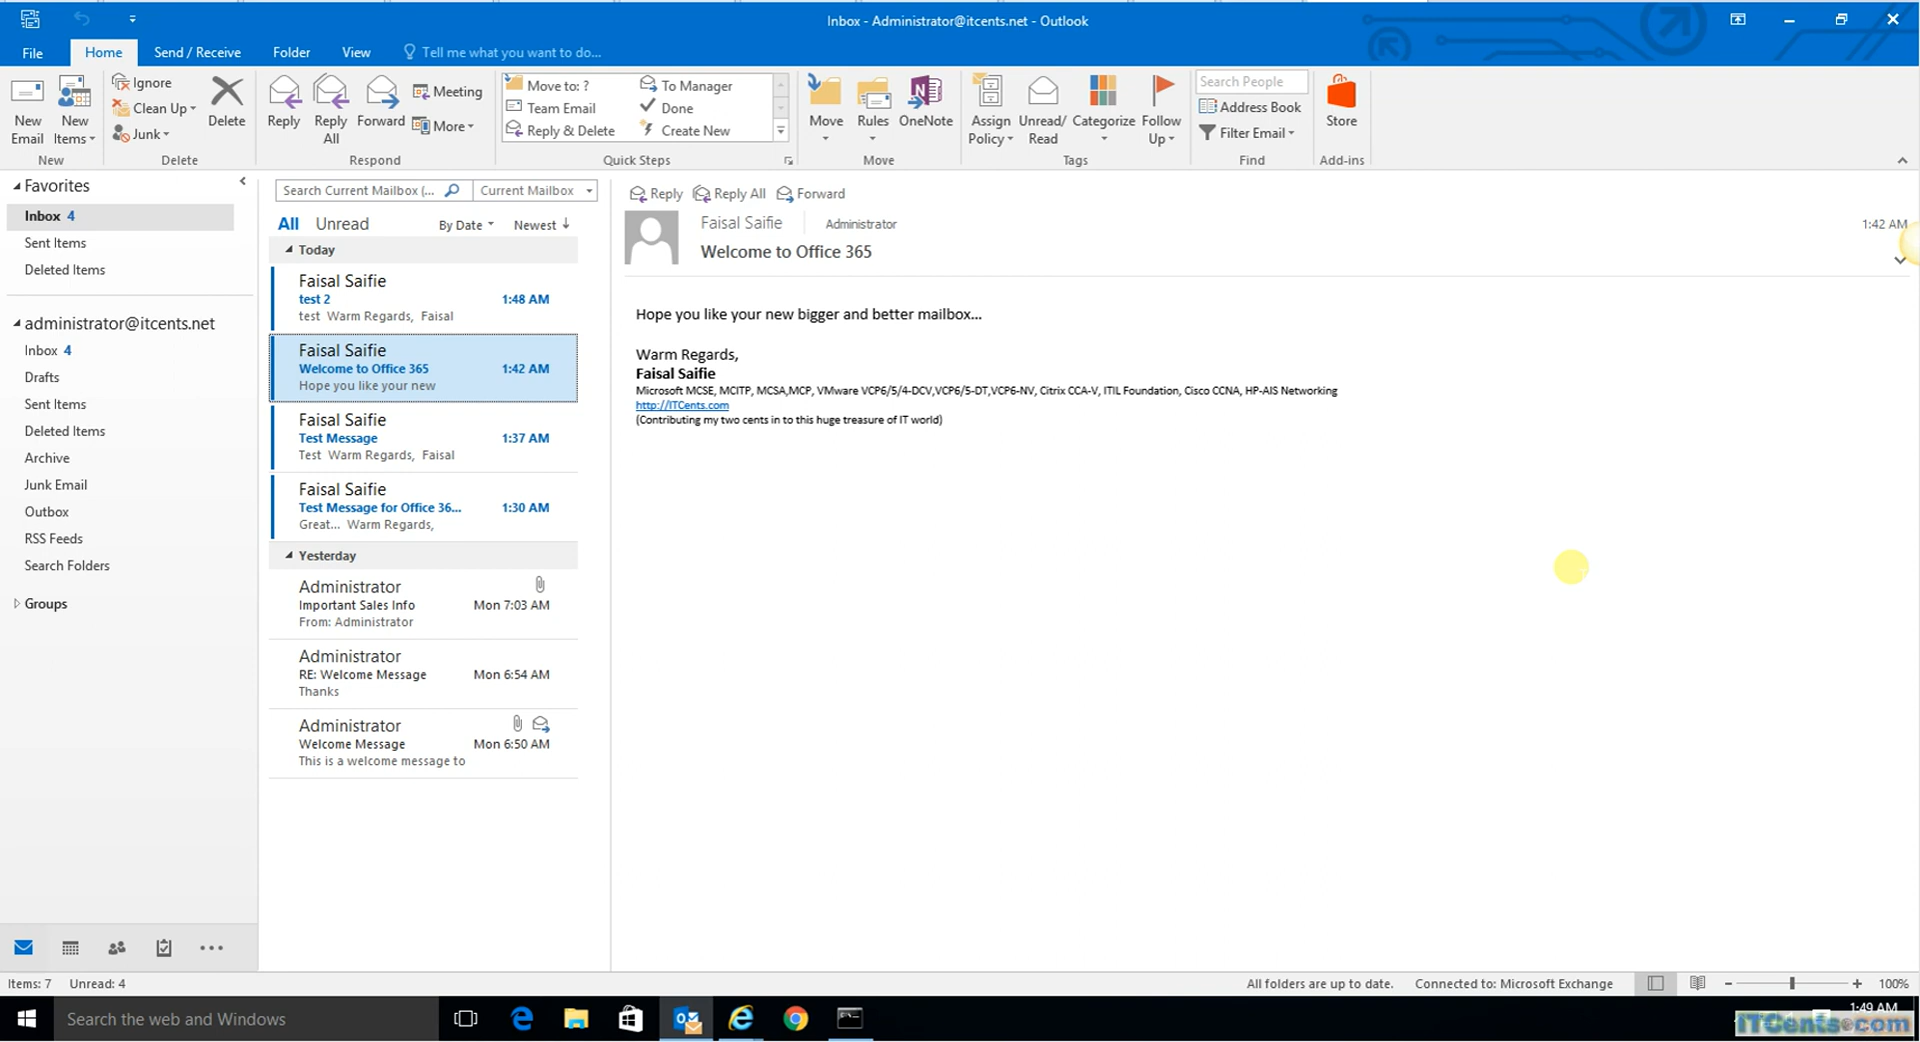 Inbox - Administrator@itcents.net - Outlook
File Home Send / Receive Folder View Tell me what you want to do...
New Email
New Items
New
Ignore
Clean Up
Junk
Delete
Delete
Reply
Reply All
Forward
Meeting
More
Respond
Move to: ?
Team Email
Reply & Delete
To Manager
Done
Create New
Quick Steps
Move
Rules
OneNote
Move
Assign Policy
Unread/ Read
Categorize
Follow Up
Tags
Search People
Address Book
Filter Email
Find
Store
Add-ins
Favorites
Inbox 4
Sent Items
Deleted Items
administrator@itcents.net
Inbox 4
Drafts
Sent Items
Deleted Items
Archive
Junk Email
Outbox
RSS Feeds
Search Folders
Groups
Search Current Mailbox (... Current Mailbox
All Unread By Date Newest
Today
Faisal Saifie
test 2 1:48 AM
test Warm Regards, Faisal
Faisal Saifie
Welcome to Office 365 1:42 AM
Hope you like your new
Faisal Saifie
Test Message 1:37 AM
Test Warm Regards, Faisal
Faisal Saifie
Test Message for Office 36... 1:30 AM
Great... Warm Regards,
Yesterday
Administrator
Important Sales Info Mon 7:03 AM
From: Administrator
Administrator
RE: Welcome Message Mon 6:54 AM
Thanks
Administrator
Welcome Message Mon 6:50 AM
This is a welcome message to
Reply Reply All Forward
Faisal Saifie Administrator 1:42 AM
Welcome to Office 365
Hope you like your new bigger and better mailbox...
Warm Regards,
Faisal Saifie
Microsoft MCSE, MCITP, MCSA,MCP, VMware VCP6/5/4-DCV,VCP6/5-DT,VCP6-NV, Citrix CCA-V, ITIL Foundation, Cisco CCNA, HP-AIS Networking
http://ITCents.com
(Contributing my two cents in to this huge treasure of IT world)
Items: 7 Unread: 4 All folders are up to date. Connected to: Microsoft Exchange 100%
Search the web and Windows 1:49 AM
ITCents.com